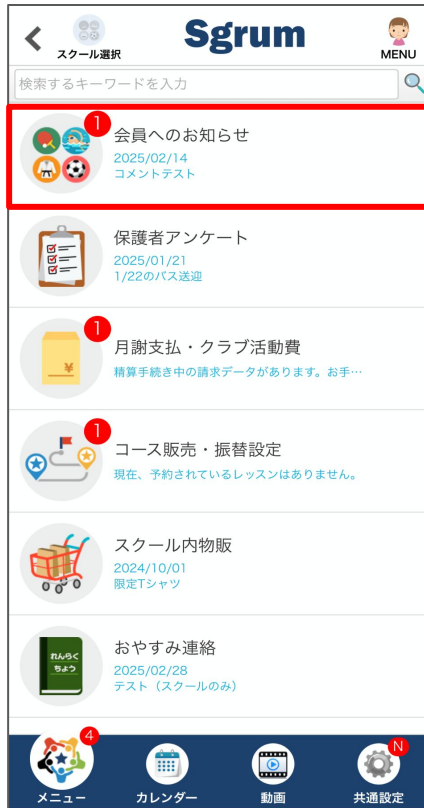 スクール選択
Sgrum
MENU
検索するキーワードを入力
1
会員へのお知らせ
2025/02/14
コメントテスト
保護者アンケート
2025/01/21
1/22のバス送迎
1
月謝支払・クラブ活動費
精算手続き中の請求データがあります。お手…
¥
1
コース販売・振替設定
現在、予約されているレッスンはありません。
スクール内物販
2024/10/01
限定Tシャツ
おやすみ連絡
れんらく
ちょう
2025/02/28
テスト（スクールのみ）
4
N
メニュー
カレンダー
動画
共通設定